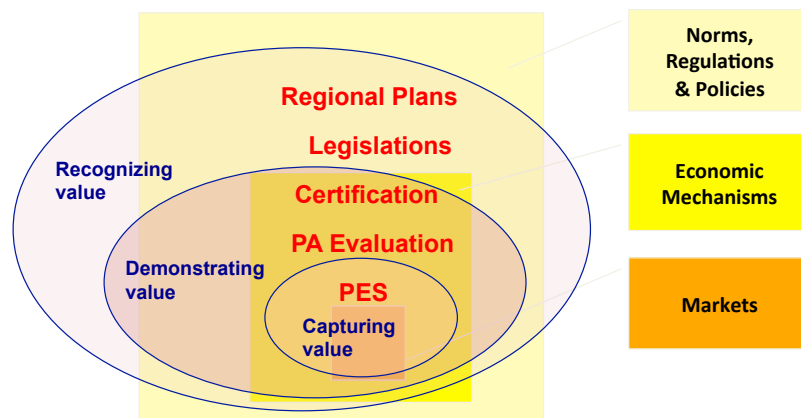 Regional Plans
Legislations
Recognizing
value
Certification
PA Evaluation
Demonstrating
value
PES
Capturing
value
Norms,
Regulations
& Policies
Economic
Mechanisms
Markets